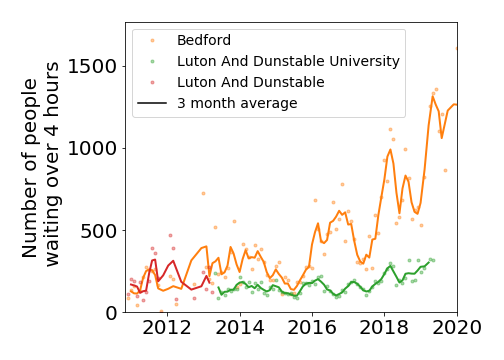 Number of people
waiting over 4 hours
1500
1000
500
0
Bedford
Luton And Dunstable University
Luton And Dunstable
3 month average
2012
2014
2016
2018
2020